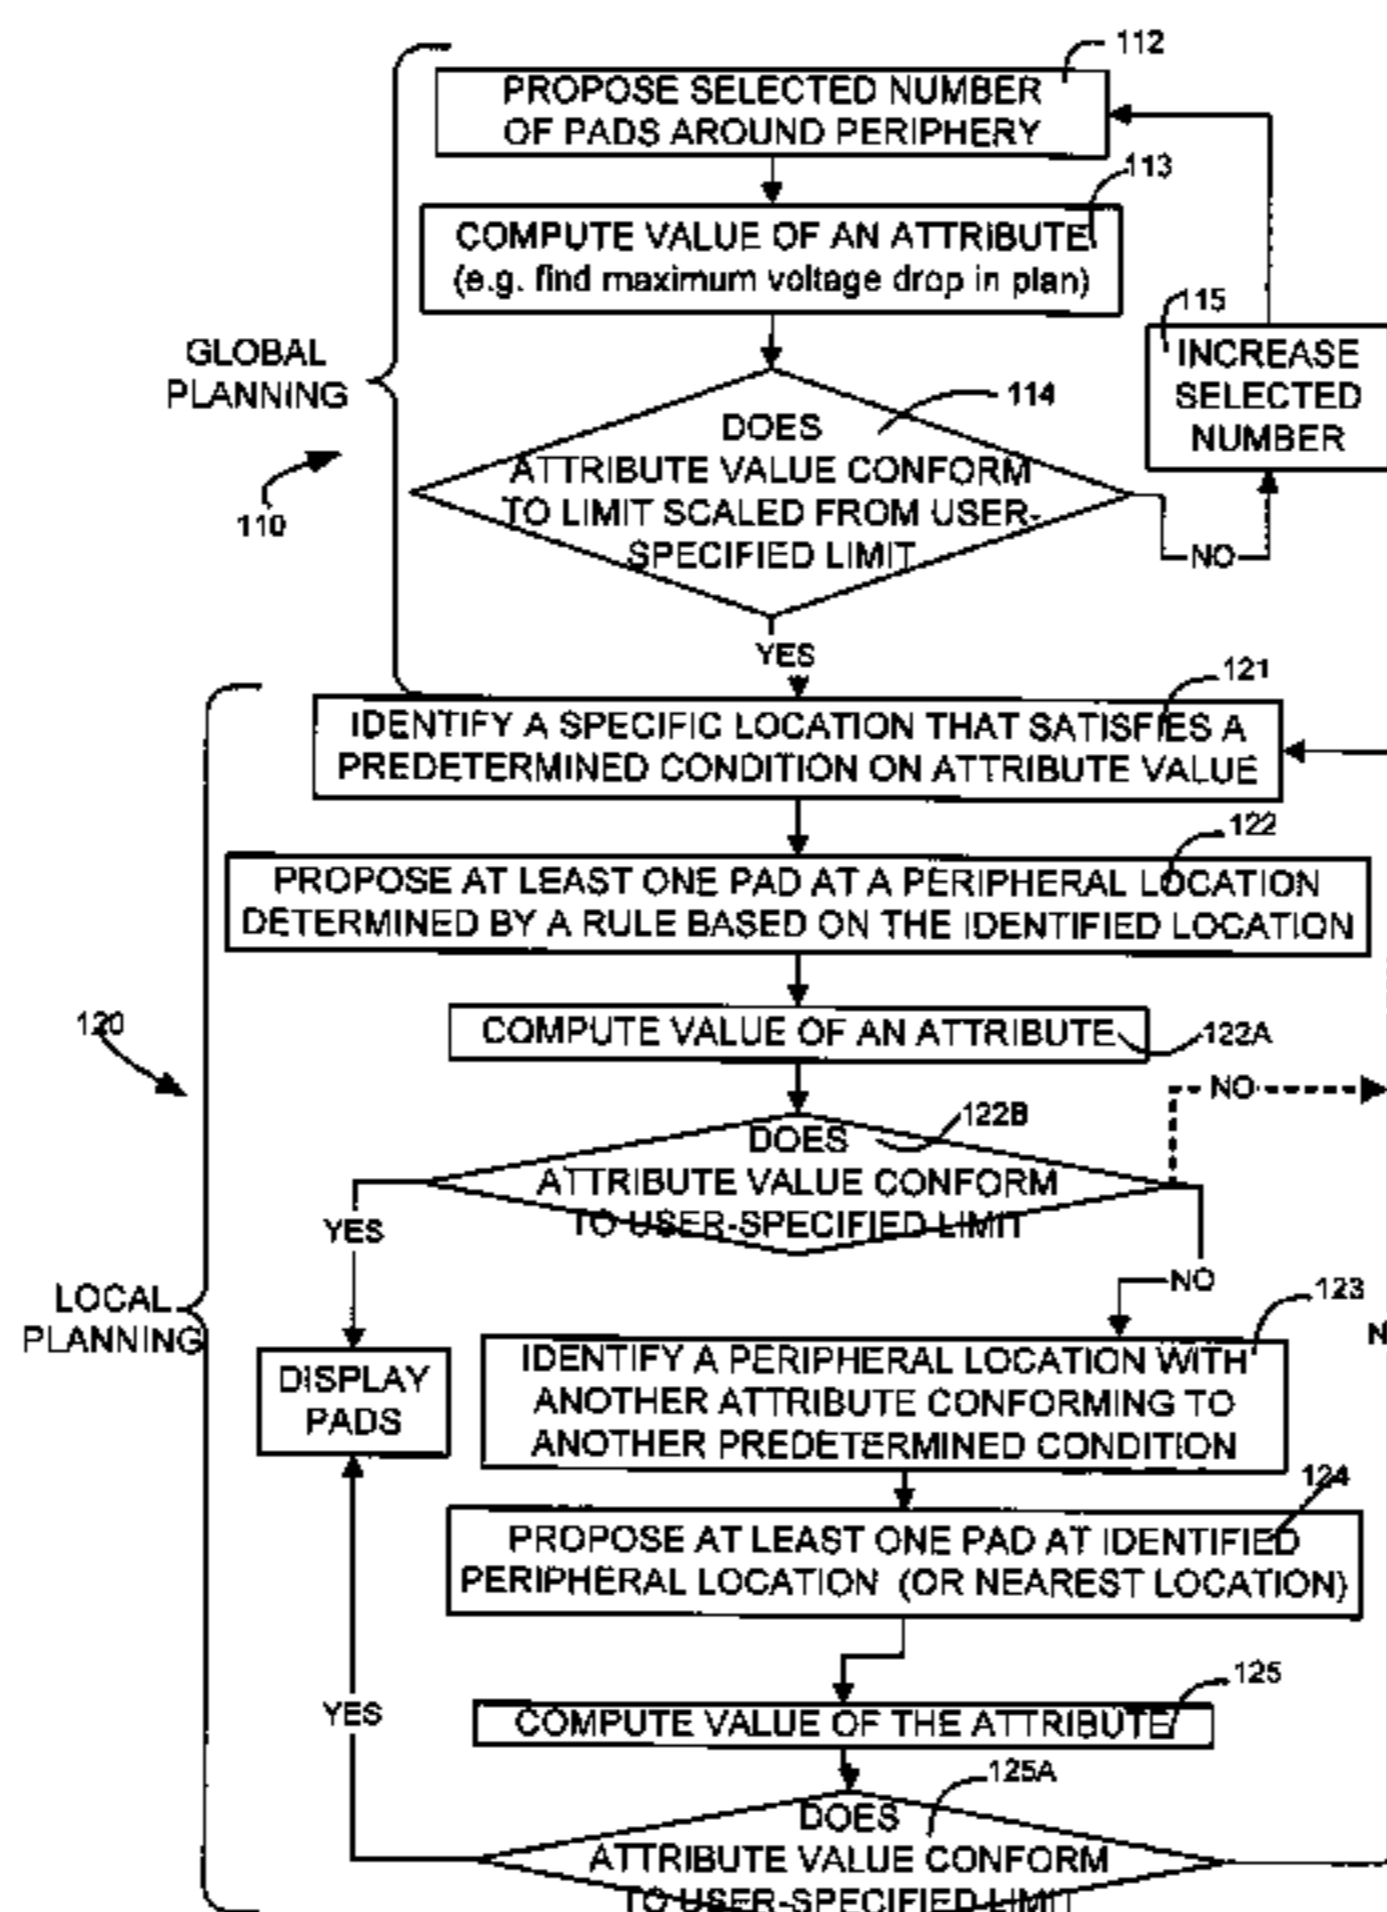 112
PROPOSE SELECTED NUMBER
OF PADS AROUND PERIPHERY
113
COMPUTE VALUE OF AN ATTRIBUTE
(e.g. find maximum voltage drop in plan)
115
INCREASE
SELECTED
NUMBER
GLOBAL
PLANNING
110
114
DOES
ATTRIBUTE VALUE CONFORM
TO LIMIT SCALED FROM USER-
SPECIFIED LIMIT
NO
YES
121
IDENTIFY A SPECIFIC LOCATION THAT SATISFIES A
PREDETERMINED CONDITION ON ATTRIBUTE VALUE
122
PROPOSE AT LEAST ONE PAD AT A PERIPHERAL LOCATION
DETERMINED BY A RULE BASED ON THE IDENTIFIED LOCATION
120
COMPUTE VALUE OF AN ATTRIBUTE
122A
NO
122B
DOES
ATTRIBUTE VALUE CONFORM
TO USER-SPECIFIED LIMIT
YES
NO
LOCAL
PLANNING
123
DISPLAY
PADS
IDENTIFY A PERIPHERAL LOCATION WITH
ANOTHER ATTRIBUTE CONFORMING TO
ANOTHER PREDETERMINED CONDITION
124
PROPOSE AT LEAST ONE PAD AT IDENTIFIED
PERIPHERAL LOCATION (OR NEAREST LOCATION)
125
YES
COMPUTE VALUE OF THE ATTRIBUTE
125A
DOES
ATTRIBUTE VALUE CONFORM
TO USER-SPECIFIED LIMIT